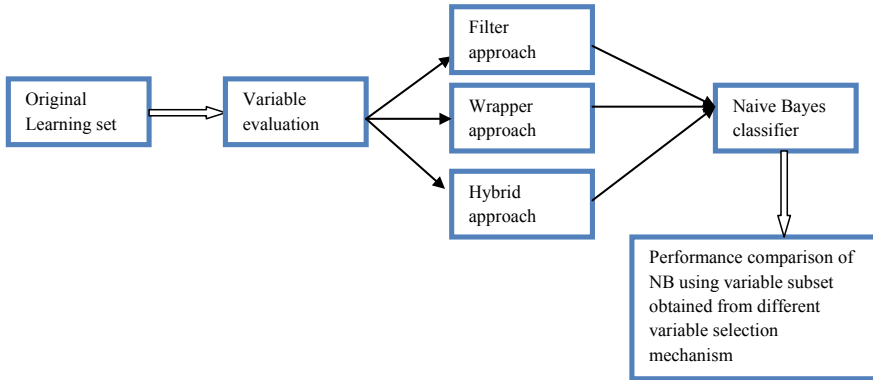 Original
Learning set
Variable
evaluation
Filter
approach
Wrapper
approach
Hybrid
approach
Naive Bayes
classifier
Performance comparison of
NB using variable subset
obtained from different
variable selection
mechanism